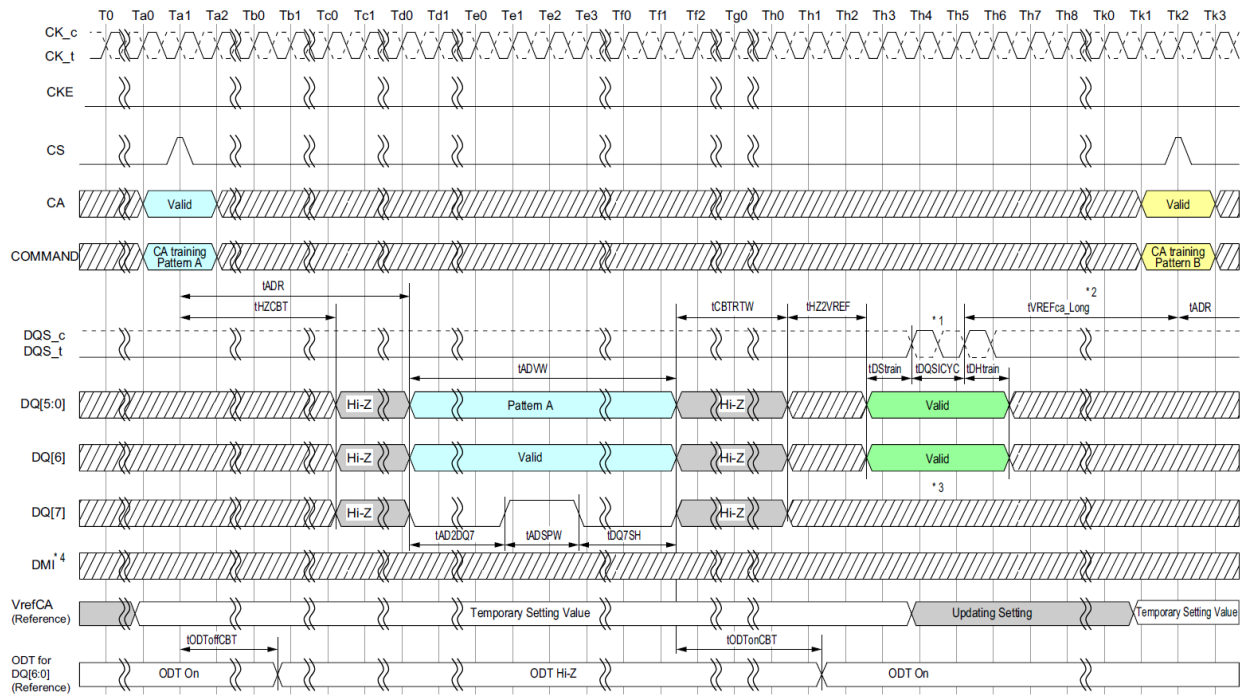 T0 Ta0 Ta1 Ta2 Tb0 Tb1 Tc0 Tc1 Td0 Td1 Te0 Te1 Te2 Te3 Tf0 Tf1 Tf2 Tg0 Th0 Th1 Th2 Th3 Th4 Th5 Th6 Th7 Th8 Tk0 Tk1 Tk2 Tk3
CK_c
CK_t
CKE
CS
CA Valid Valid
COMMAND CA training Pattern A CA training Pattern B
tADR tHZCBT tCBTRTW tHZ2VREF *1 *2 tVREFca_Long tADR
DQS_c
DQS_t
tADVW tDStrain tDQSICYC tDHtrain
DQ[5:0] Hi-Z Pattern A Hi-Z Valid
DQ[6] Hi-Z Valid Hi-Z Valid
*3
DQ[7] Hi-Z Hi-Z
tAD2DQ7 tADSPW tDQ7SH
DMI*4
VrefCA
(Reference)
Temporary Setting Value Updating Setting Temporary Setting Value
tODToffCBT tODTonCBT
ODT for
DQ[6:0]
(Reference)
ODT On ODT Hi-Z ODT On